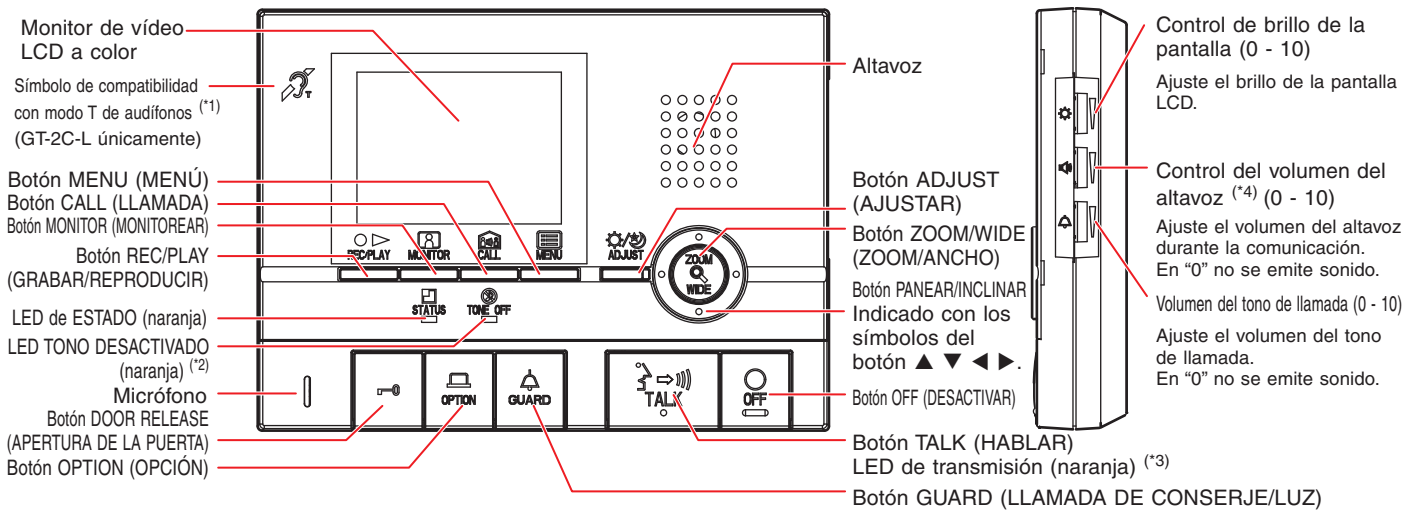 Monitor de vídeo
LCD a color
Símbolo de compatibilidad
con modo T de audífonos (*1)
(GT-2C-L únicamente)
Botón MENU (MENÚ)
Botón CALL (LLAMADA)
Botón MONITOR (MONITOREAR)
Botón REC/PLAY
(GRABAR/REPRODUCIR)
LED de ESTADO (naranja)
LED TONO DESACTIVADO
(naranja) (*2)
Micrófono
Botón DOOR RELEASE
(APERTURA DE LA PUERTA)
Botón OPTION (OPCIÓN)
T
REC/PLAY
MONITOR
CALL
MENU
ADJUST
ZOOM
WIDE
STATUS
TONE OFF
OPTION
GUARD
TALK
OFF
Altavoz
Botón ADJUST
(AJUSTAR)
Botón ZOOM/WIDE
(ZOOM/ANCHO)
Botón PANEAR/INCLINAR
Indicado con los
símbolos del
botón ▲ ▼ ◀ ▶.
Botón OFF (DESACTIVAR)
Botón TALK (HABLAR)
LED de transmisión (naranja) (*3)
Botón GUARD (LLAMADA DE CONSERJE/LUZ)
Control de brillo de la
pantalla (0 - 10)
Ajuste el brillo de la pantalla
LCD.
Control del volumen del
altavoz (*4) (0 - 10)
Ajuste el volumen del altavoz
durante la comunicación.
En “0” no se emite sonido.
Volumen del tono de llamada (0 - 10)
Ajuste el volumen del tono
de llamada.
En “0” no se emite sonido.